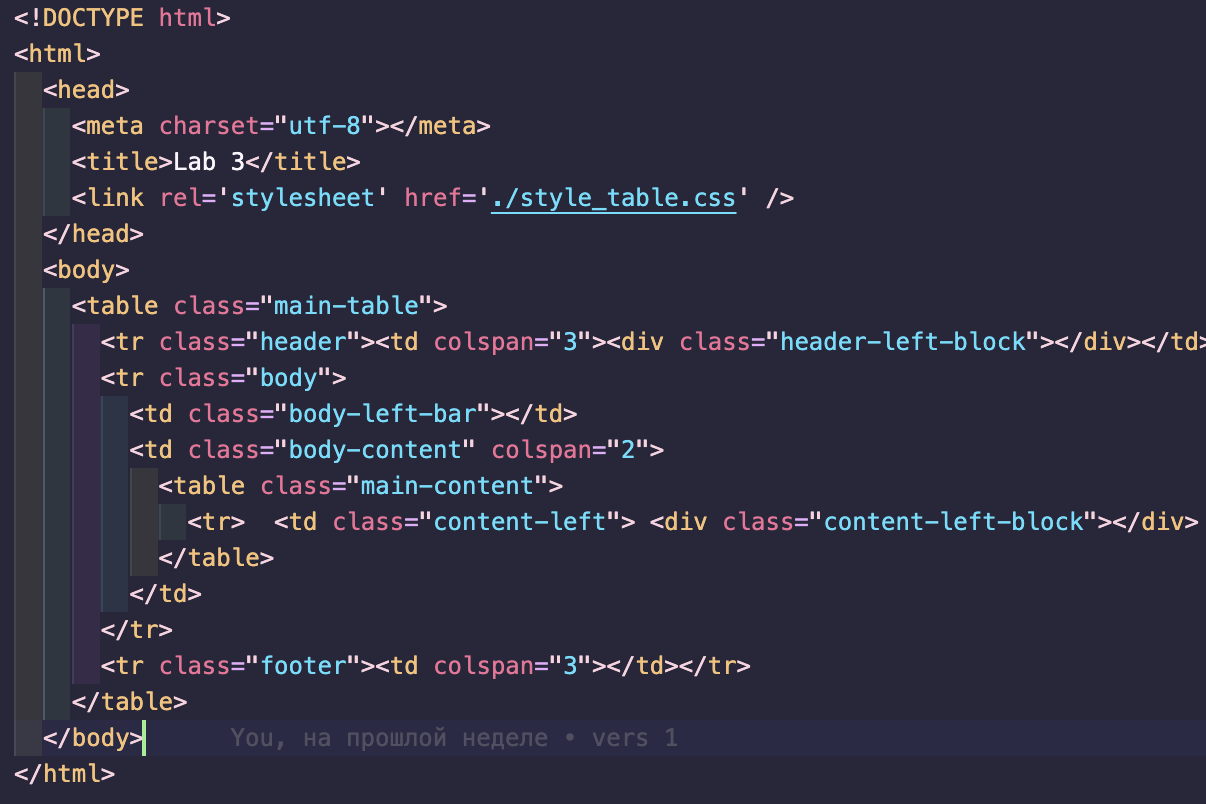 <!DOCTYPE html>
<html>
<head>
<meta charset="utf-8"></meta>
<title>Lab 3</title>
<link rel='stylesheet' href='./style_table.css' />
</head>
<body>
<table class="main-table">
<tr class="header"><td colspan="3"><div class="header-left-block"></div></td>
<tr class="body">
<td class="body-left-bar"></td>
<td class="body-content" colspan="2">
<table class="main-content">
<tr>  <td class="content-left"> <div class="content-left-block"></div>
</table>
</td>
</tr>
<tr class="footer"><td colspan="3"></td></tr>
</table>
</body> You, на прошлой неделе • vers 1
</html>